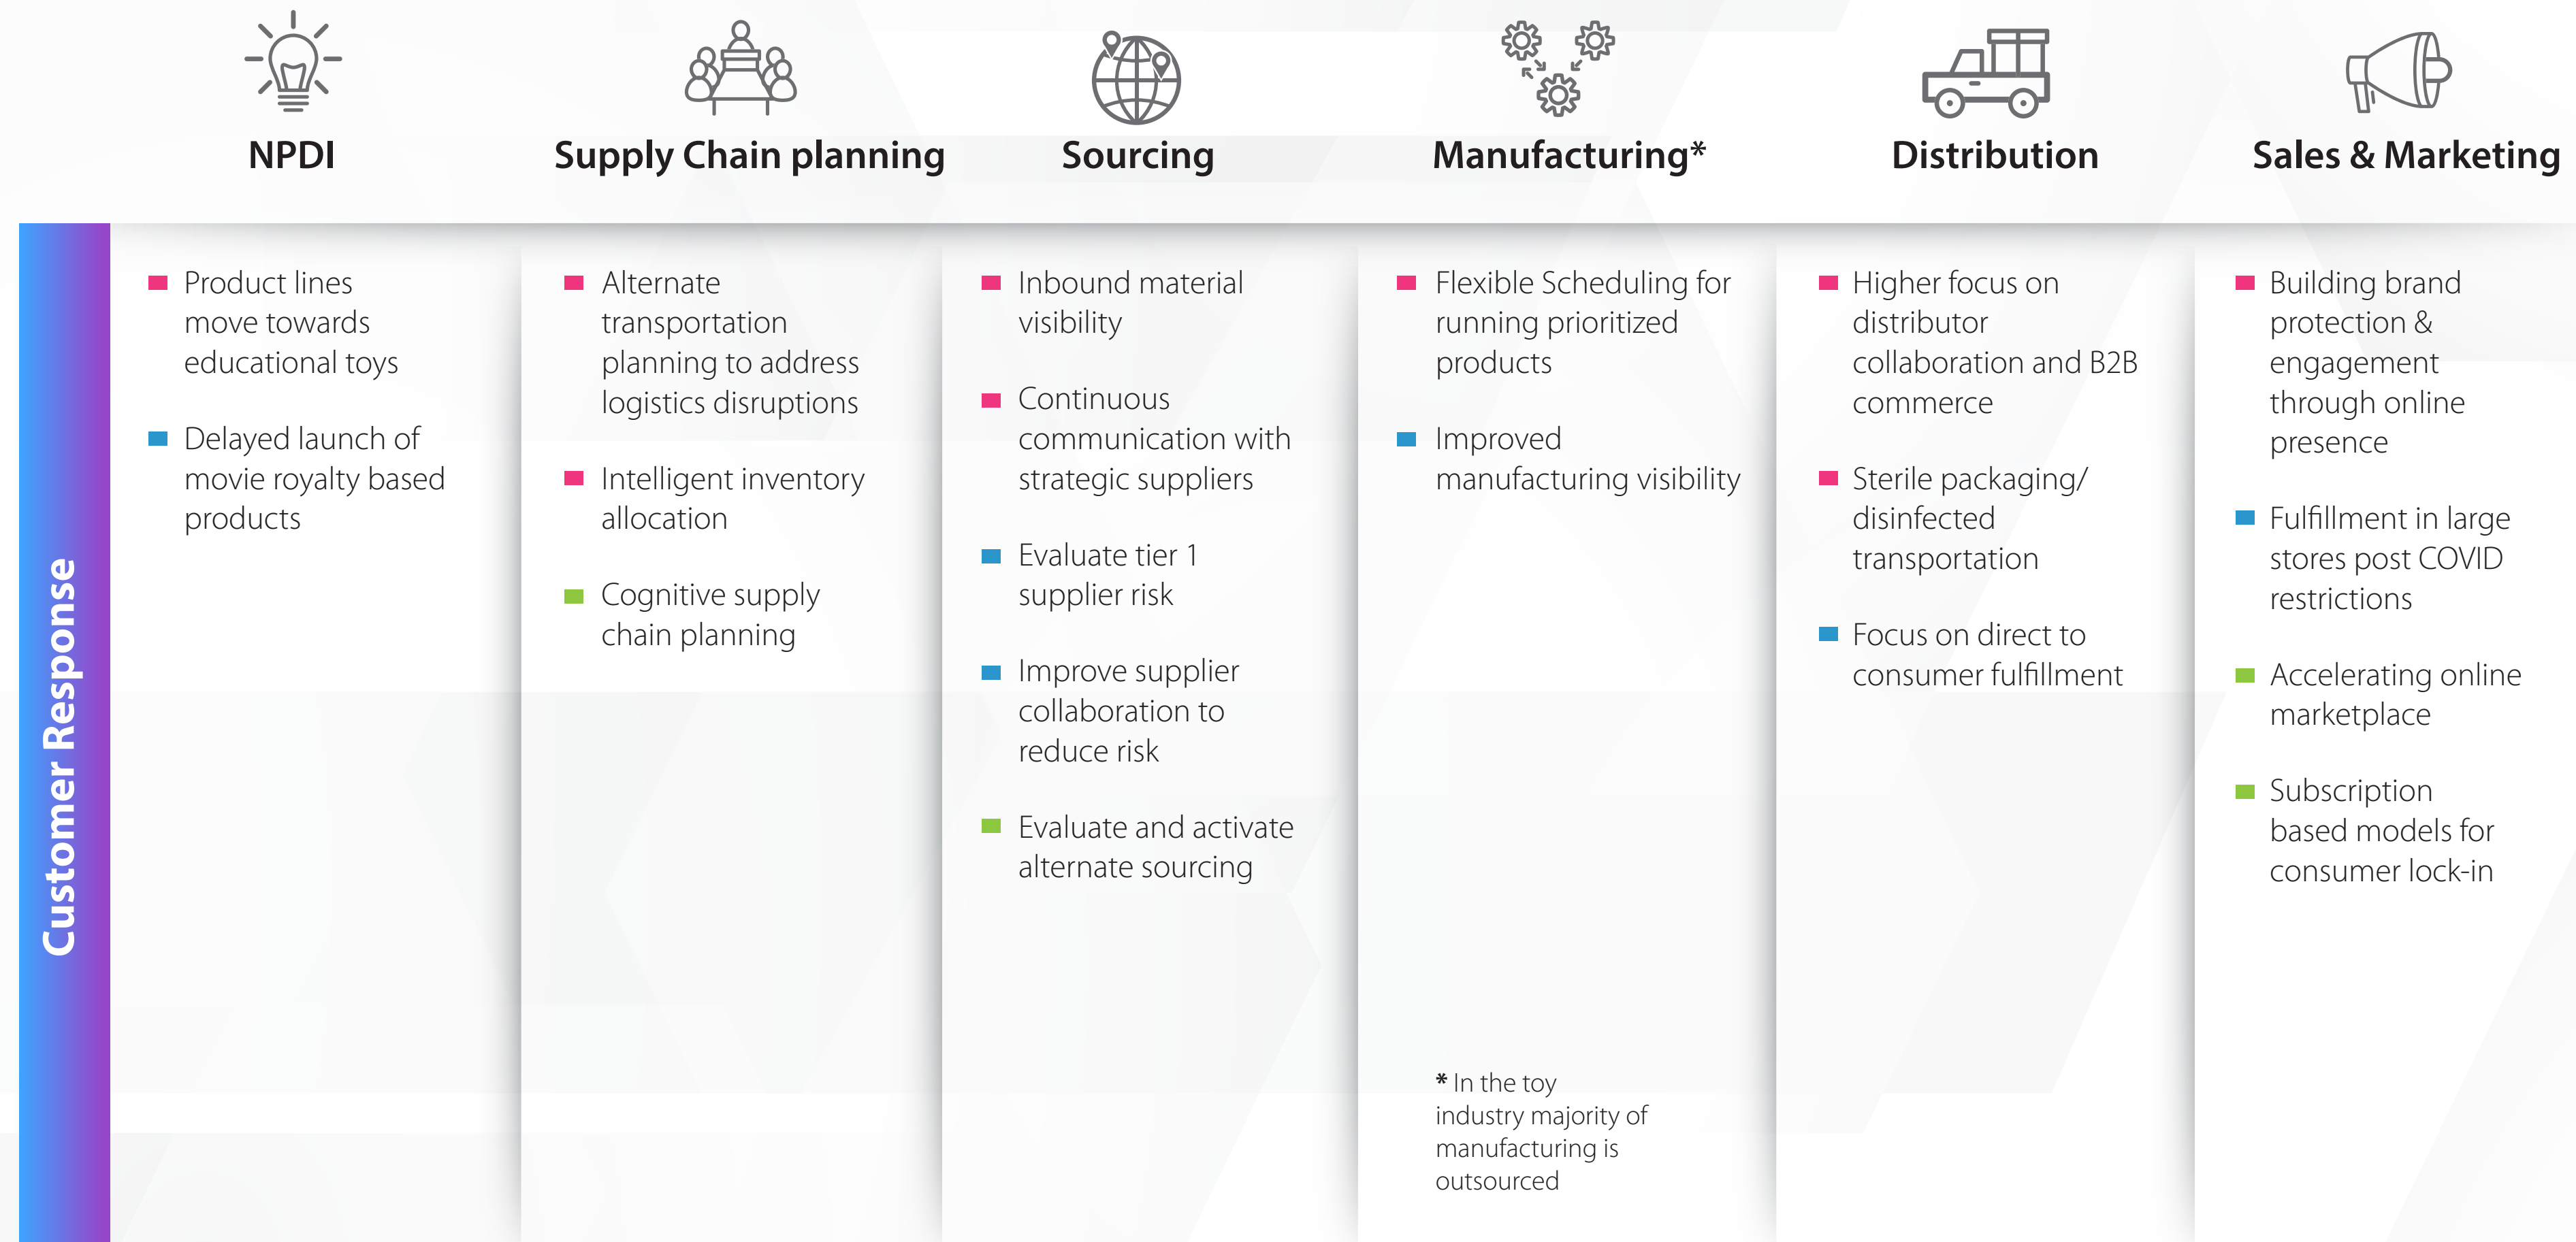 NPDI
Supply Chain planning
Sourcing
Manufacturing*
Distribution
Sales & Marketing
Customer Response
Product lines
move towards
educational toys
Delayed launch of
movie royalty based
products
Alternate
transportation
planning to address
logistics disruptions
Intelligent inventory
allocation
Cognitive supply
chain planning
Inbound material
visibility
Continuous
communication with
strategic suppliers
Evaluate tier 1
supplier risk
Improve supplier
collaboration to
reduce risk
Evaluate and activate
alternate sourcing
Flexible Scheduling for
running prioritized
products
Improved
manufacturing visibility
* In the toy
industry majority of
manufacturing is
outsourced
Higher focus on
distributor
collaboration and B2B
commerce
Sterile packaging/
disinfected
transportation
Focus on direct to
consumer fulfillment
Building brand
protection &
engagement
through online
presence
Fulfillment in large
stores post COVID
restrictions
Accelerating online
marketplace
Subscription
based models for
consumer lock-in